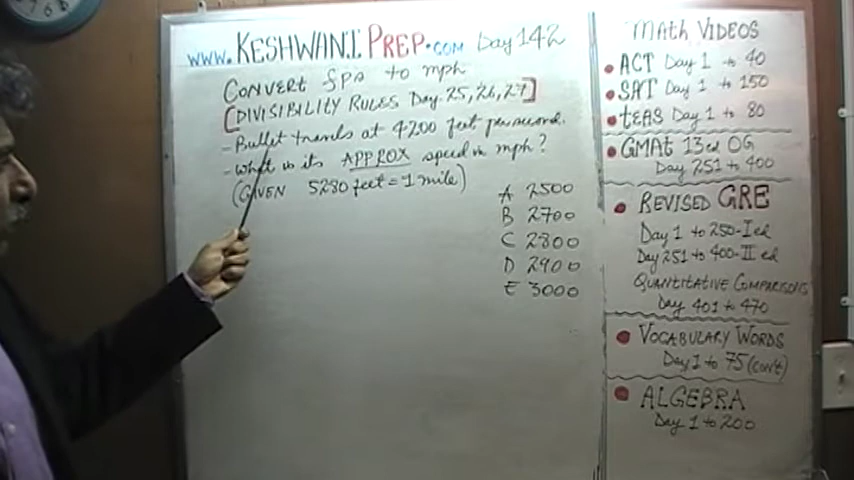 www.KESHWANI PREP.com Day 142
CONVERT fps to mph
[DIVISIBILITY RULES Day 25, 26, 27]
- Bullet travels at 4200 feet per second.
- What is its APPROX speed in mph?
(GIVEN 5280 feet = 1 mile)
A 2500
B 2700
C 2800
D 2900
E 3000
MATH VIDEOS
ACT Day 1 to 40
SAT Day 1 to 150
tEAS Day 1 to 80
GMAt 13ed OG
Day 251 to 400
REVISED GRE
Day 1 to 250-I ed
Day 251 to 400-II ed
QUANTITATIVE COMPARISONS
Day 401 to 470
VOCABULARY WORDS
Day 1 to 75 (con't)
ALGEBRA
Day 1 to 200